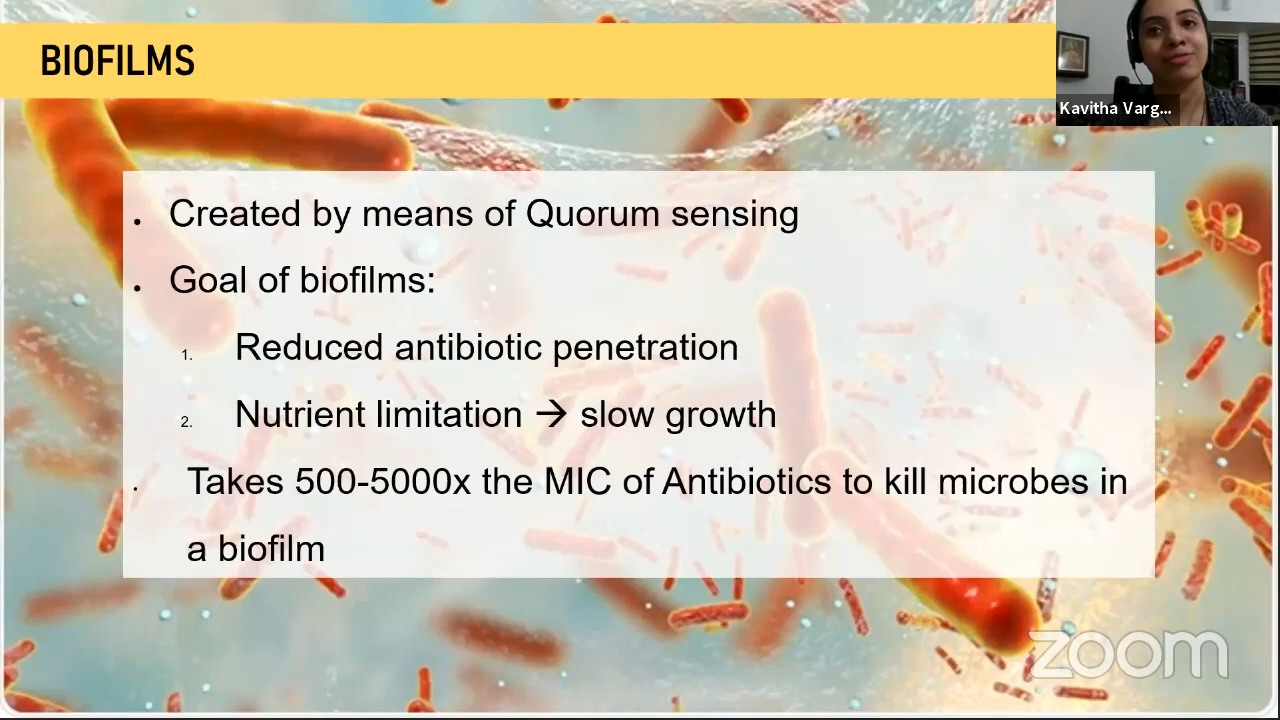 BIOFILMS
Kavitha Varg...
• Created by means of Quorum sensing
• Goal of biofilms:
1. Reduced antibiotic penetration
2. Nutrient limitation → slow growth
• Takes 500-5000x the MIC of Antibiotics to kill microbes in
a biofilm
zoom